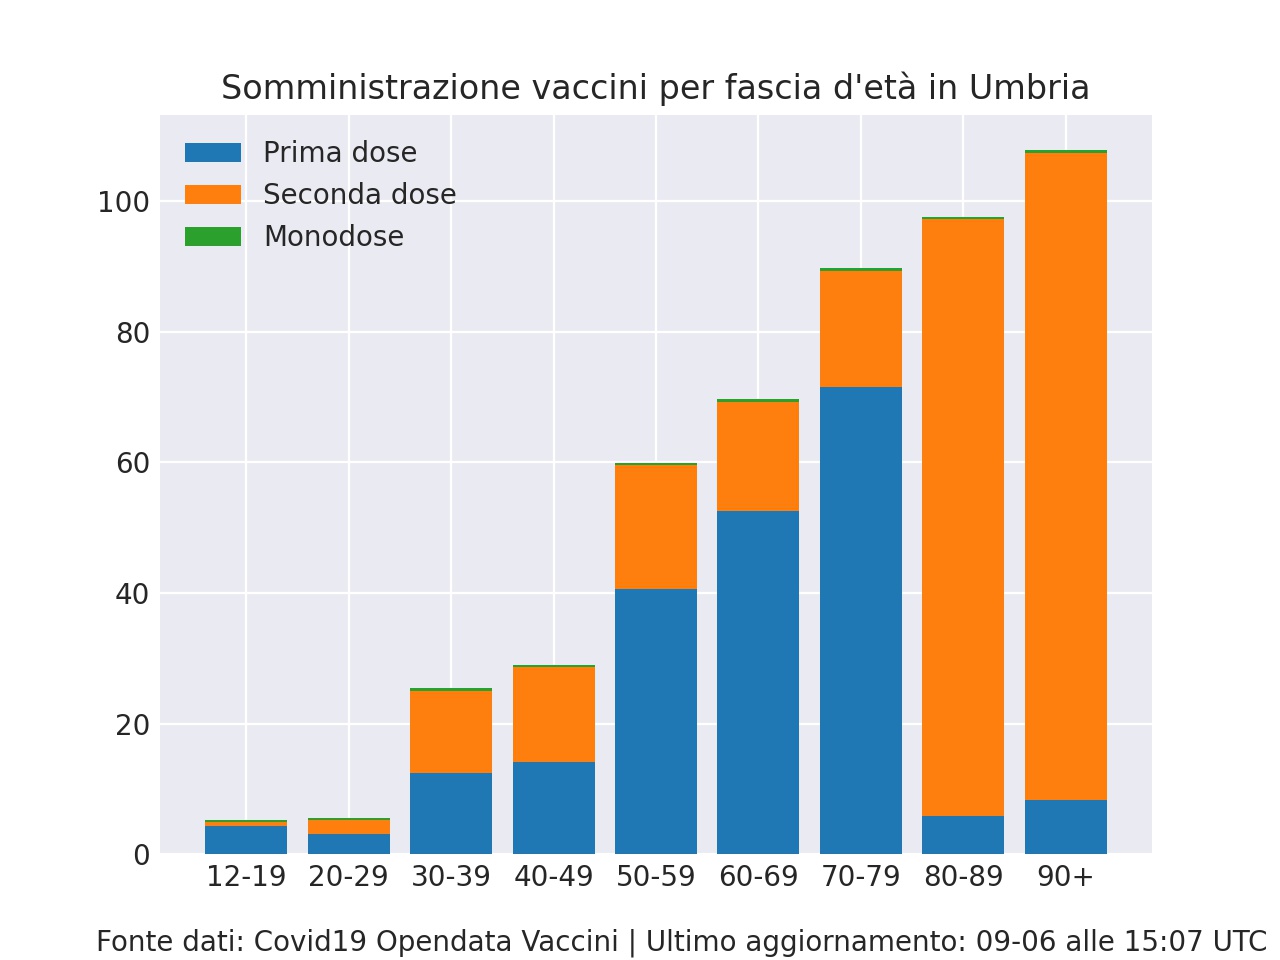 Somministrazione vaccini per fascia d'età in Umbria
Prima dose
Seconda dose
Monodose
100
80
60
40
20
0
12-19 20-29 30-39 40-49 50-59 60-69 70-79 80-89 90+
Fonte dati: Covid19 Opendata Vaccini | Ultimo aggiornamento: 09-06 alle 15:07 UTC